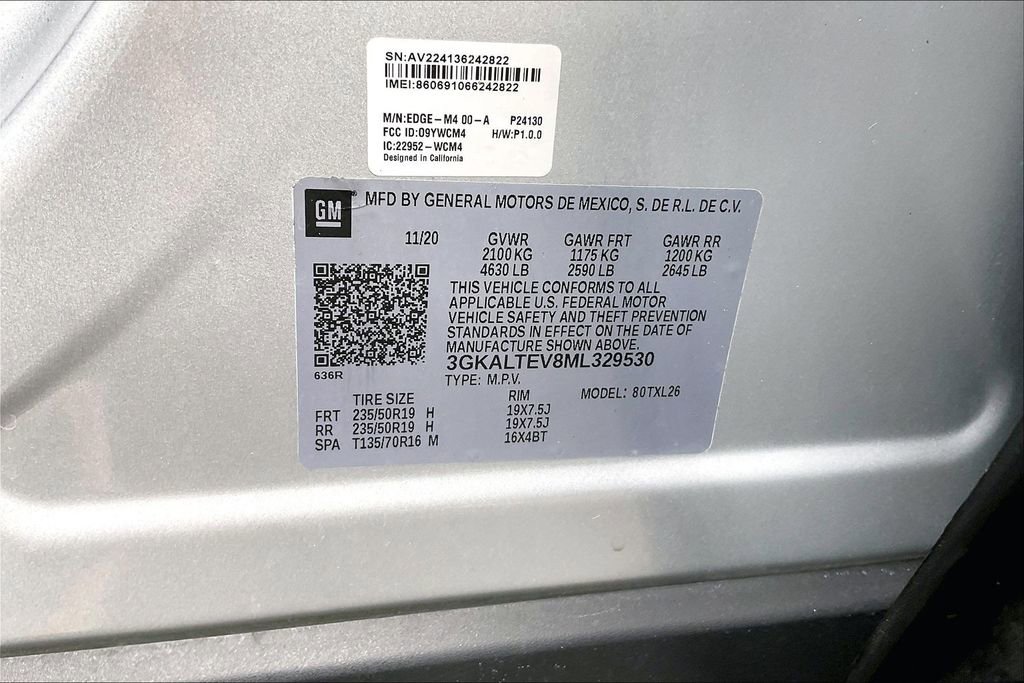 SN:AV224136242822
IMEI:860691066242822
M/N:EDGE-M4 00-A P24130
FCC ID:09YWCM4 H/W:P1.0.0
IC:22952-WCM4
Designed in California
GM® MFD BY GENERAL MOTORS DE MEXICO, S. DE R.L. DE C.V.
11/20 GVWR GAWR FRT GAWR RR
2100 KG 1175 KG 1200 KG
4630 LB 2590 LB 2645 LB
THIS VEHICLE CONFORMS TO ALL
APPLICABLE U.S. FEDERAL MOTOR
VEHICLE SAFETY AND THEFT PREVENTION
STANDARDS IN EFFECT ON THE DATE OF
MANUFACTURE SHOWN ABOVE.
3GKALTEV8ML329530
636R
TYPE: M.P.V. MODEL: 80TXL26
TIRE SIZE RIM
FRT 235/50R19 H 19X7.5J
RR 235/50R19 H 19X7.5J
SPA T135/70R16 M 16X4BT